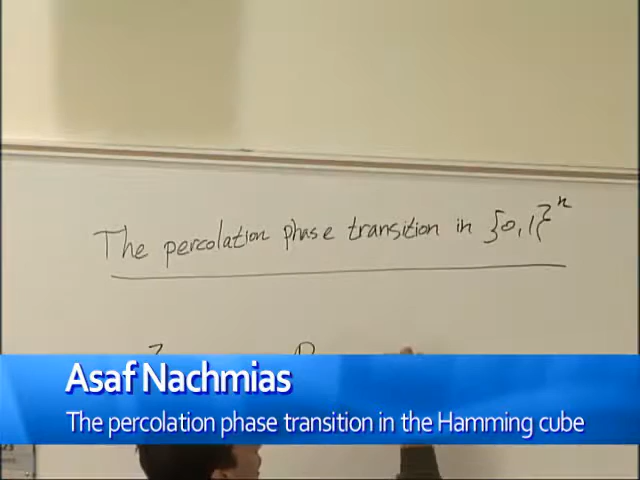 The percolation phase transition in {0,1}^n
Asaf Nachmias
The percolation phase transition in the Hamming cube